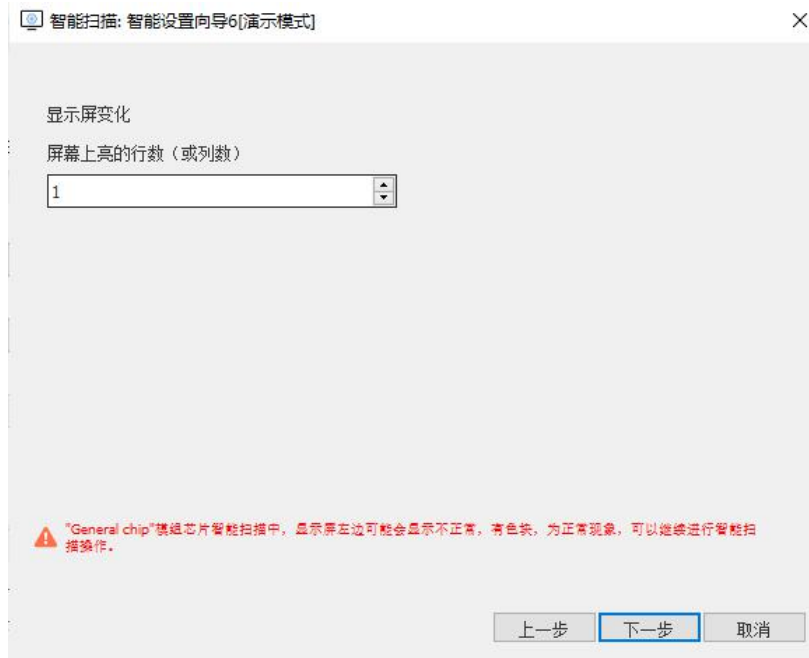 智能扫描: 智能设置向导6[演示模式]
显示屏变化
屏幕上亮的行数（或列数）
1
"General chip"模组芯片智能扫描中，显示屏左边可能会显示不正常，有色块，为正常现象，可以继续进行智能扫
描操作。
上一步
下一步
取消